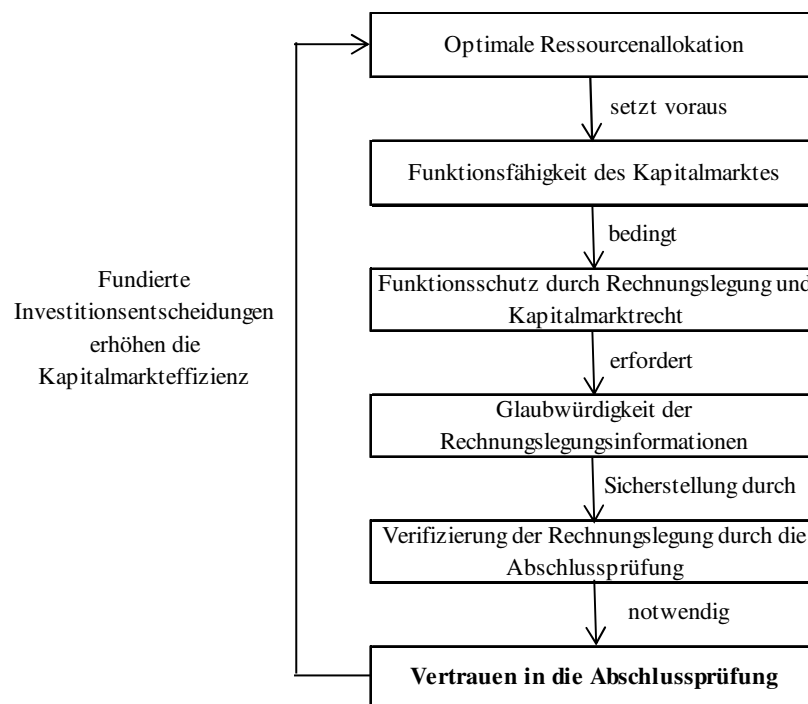 Optimale Ressourcenallokation
setzt voraus
Funktionsfähigkeit des Kapitalmarktes
bedingt
Funktionsschutz durch Rechnungslegung und
Kapitalmarktrecht
erfordert
Glaubwürdigkeit der
Rechnungslegungsinformationen
Sicherstellung durch
Verifizierung der Rechnungslegung durch die
Abschlussprüfung
notwendig
Vertrauen in die Abschlussprüfung
Fundierte
Investitionsentscheidungen
erhöhen die
Kapitalmarkteffizienz